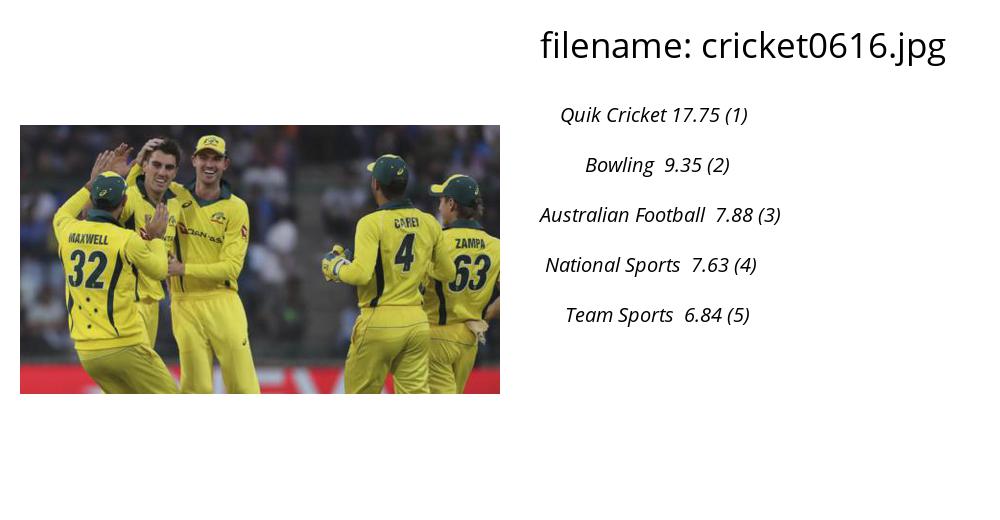 filename: cricket0616.jpg
Quik Cricket 17.75 (1)
Bowling 9.35 (2)
Australian Football 7.88 (3)
National Sports 7.63 (4)
Team Sports 6.84 (5)
MAXWELL
32
QANTAS
CAREY
4
ZAMPA
63